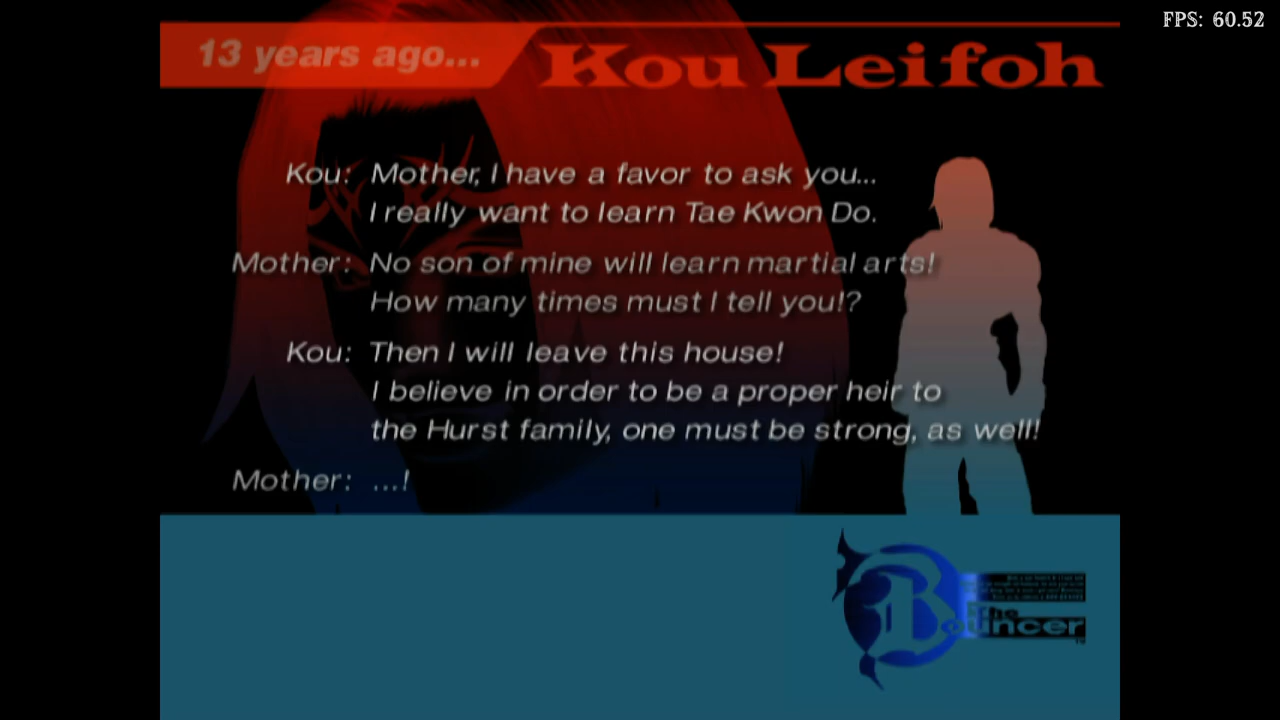 FPS: 60.52
13 years ago...
Kou Leifoh
Kou: Mother, I have a favor to ask you...
I really want to learn Tae Kwon Do.
Mother: No son of mine will learn martial arts!
How many times must I tell you!?
Kou: Then I will leave this house!
I believe in order to be a proper heir to
the Hurst family, one must be strong, as well!
Mother: ...!
The
Bouncer
TM